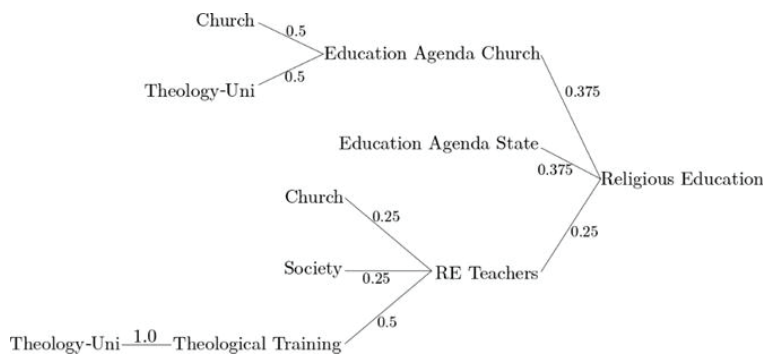 Church
0.5
Education Agenda Church
0.5
Theology-Uni
0.375
Education Agenda State
0.375
Religious Education
Church
0.25
0.25
Society
0.25
RE Teachers
0.5
Theology-Uni 1.0 Theological Training